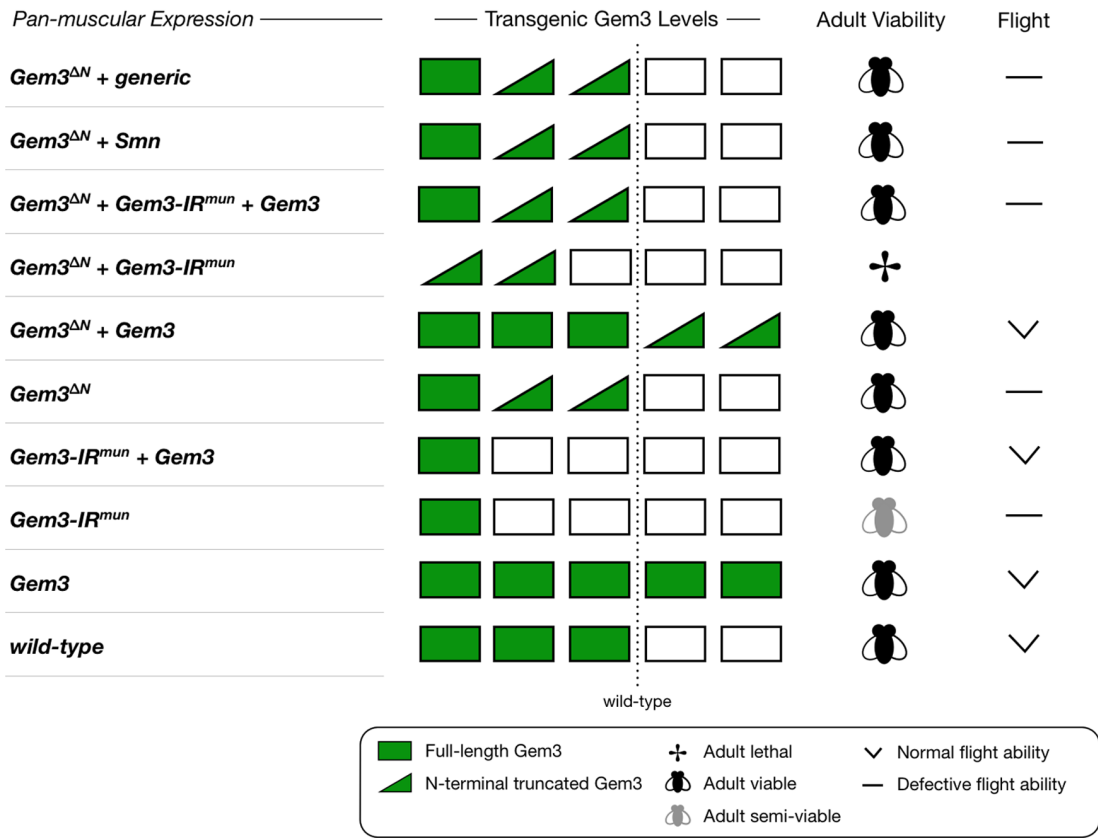 Pan-muscular Expression Transgenic Gem3 Levels Adult Viability Flight
Gem3ΔN + generic
Gem3ΔN + Smn
Gem3ΔN + Gem3-IRmun + Gem3
Gem3ΔN + Gem3-IRmun
Gem3ΔN + Gem3
Gem3ΔN
Gem3-IRmun + Gem3
Gem3-IRmun
Gem3
wild-type
wild-type
Full-length Gem3 Adult lethal Normal flight ability
N-terminal truncated Gem3 Adult viable Defective flight ability
Adult semi-viable